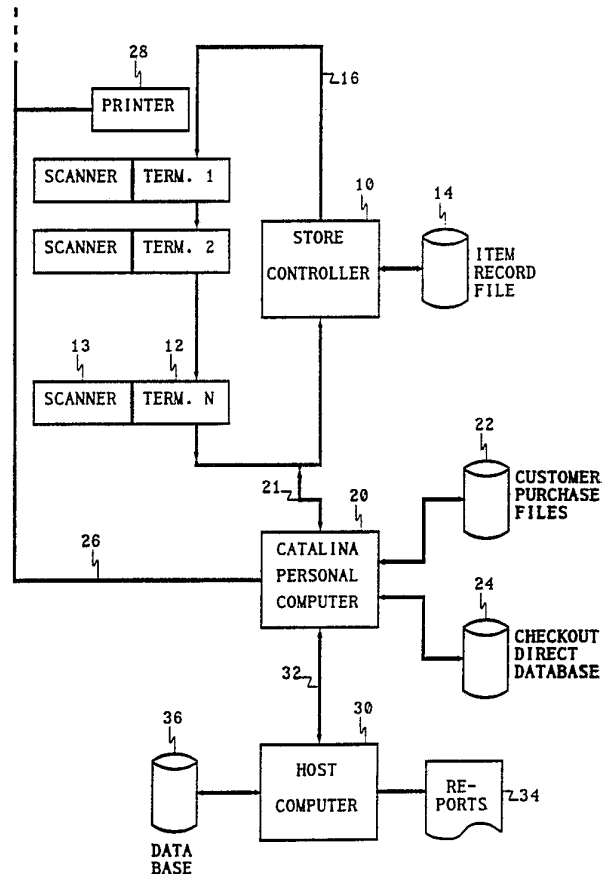 28
PRINTER
16
SCANNER TERM. 1
SCANNER TERM. 2
10
STORE
CONTROLLER
14
ITEM
RECORD
FILE
13
12
SCANNER TERM. N
21
20
CATALINA
PERSONAL
COMPUTER
22
CUSTOMER
PURCHASE
FILES
26
24
CHECKOUT
DIRECT
DATABASE
32
36
DATA
BASE
30
HOST
COMPUTER
RE-
PORTS
34